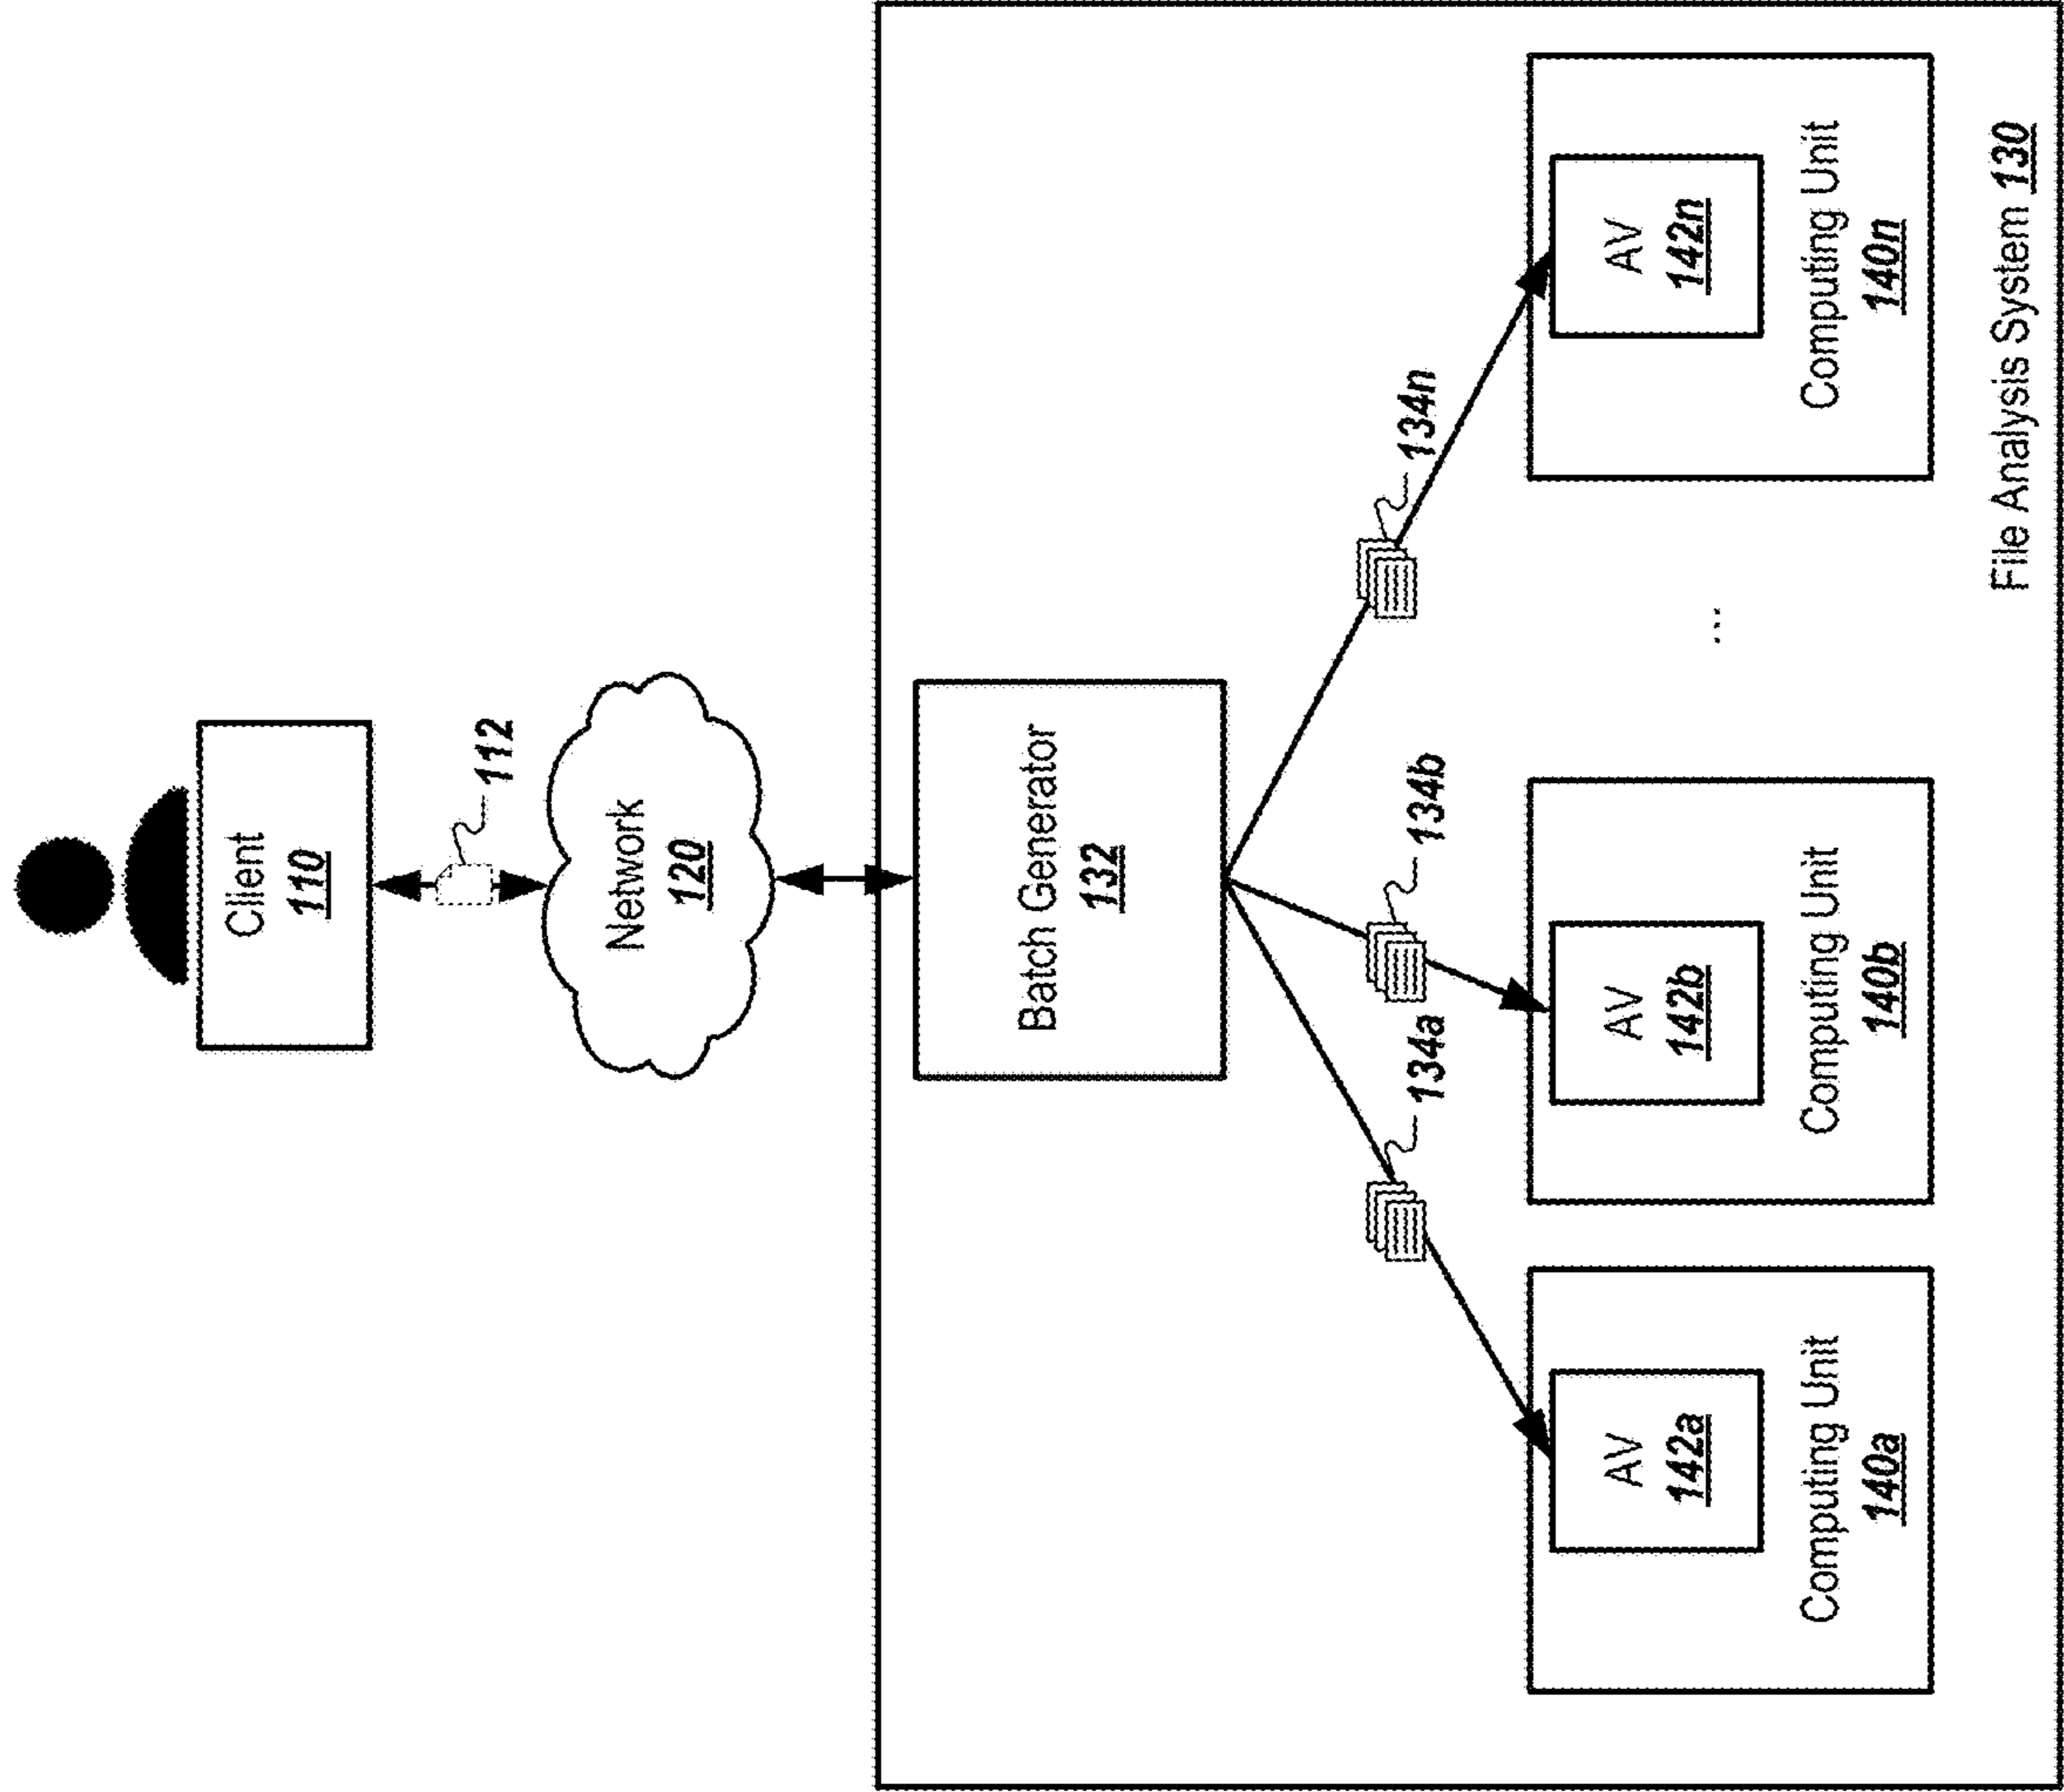 Client
110
112
Network
120
Batch Generator
132
134a
134b
134n
AV
142a
Computing Unit
140a
AV
142b
Computing Unit
140b
...
AV
142n
Computing Unit
140n
File Analysis System 130